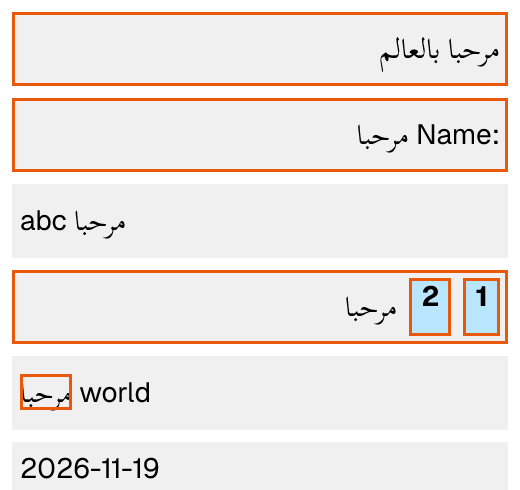 مرحبا بالعالم
Name: مرحبا
abc مرحبا
1 2 مرحبا
مرحبا world
2026-11-19